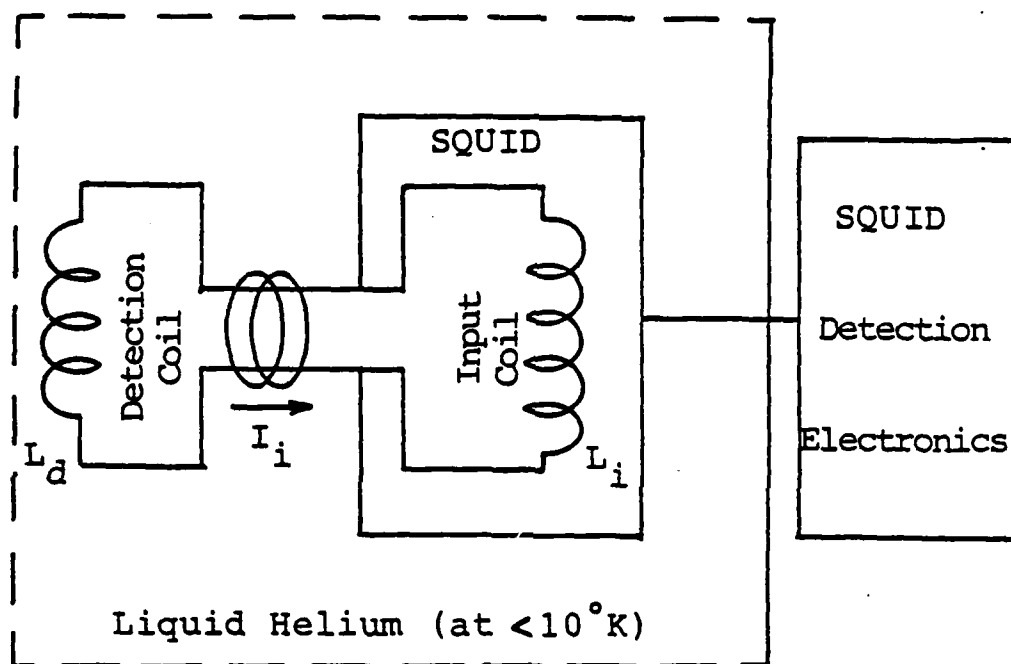 SQUID
SQUID
Detection
Electronics
Detection
Coil
Input
Coil
I_i
L_d
L_i
Liquid Helium (at <10°K)